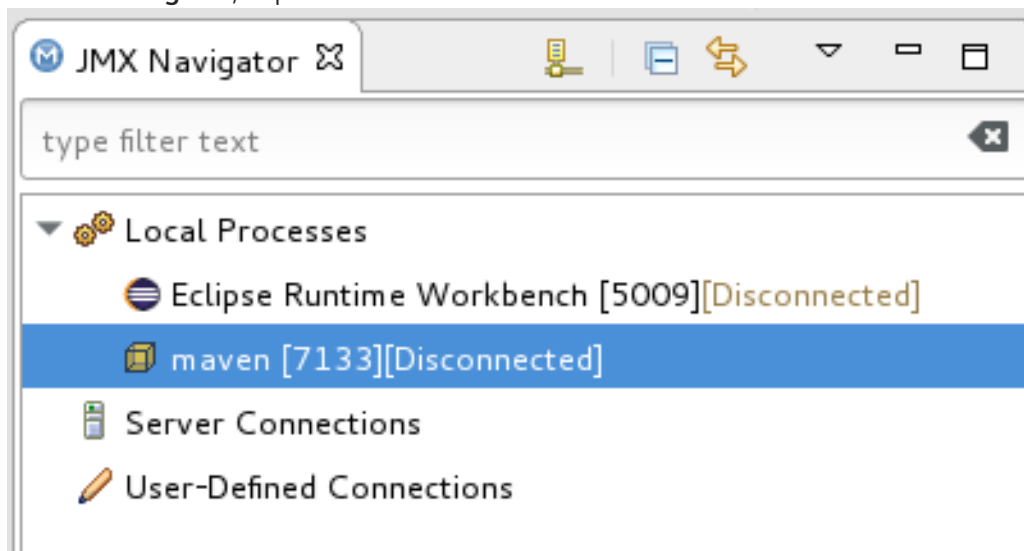 JMX Navigator
type filter text
Local Processes
Eclipse Runtime Workbench [5009][Disconnected]
maven [7133][Disconnected]
Server Connections
User-Defined Connections